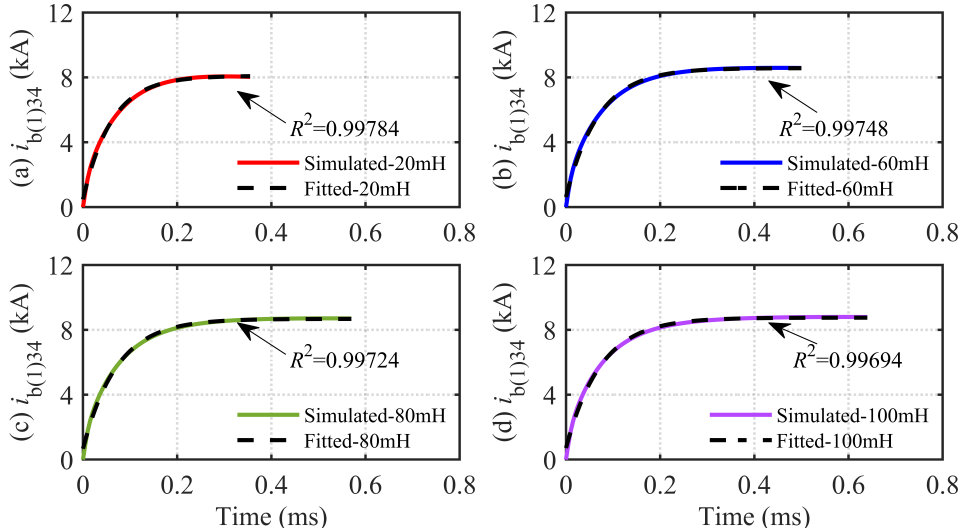 (a) i_b(1)34 (kA)
12
8
4
0
R²=0.99784
Simulated-20mH
Fitted-20mH
0 0.2 0.4 0.6 0.8
(b) i_b(1)34 (kA)
12
8
4
0
R²=0.99748
Simulated-60mH
Fitted-60mH
0 0.2 0.4 0.6 0.8
(c) i_b(1)34 (kA)
12
8
4
0
R²=0.99724
Simulated-80mH
Fitted-80mH
0 0.2 0.4 0.6 0.8
Time (ms)
(d) i_b(1)34 (kA)
12
8
4
0
R²=0.99694
Simulated-100mH
Fitted-100mH
0 0.2 0.4 0.6 0.8
Time (ms)